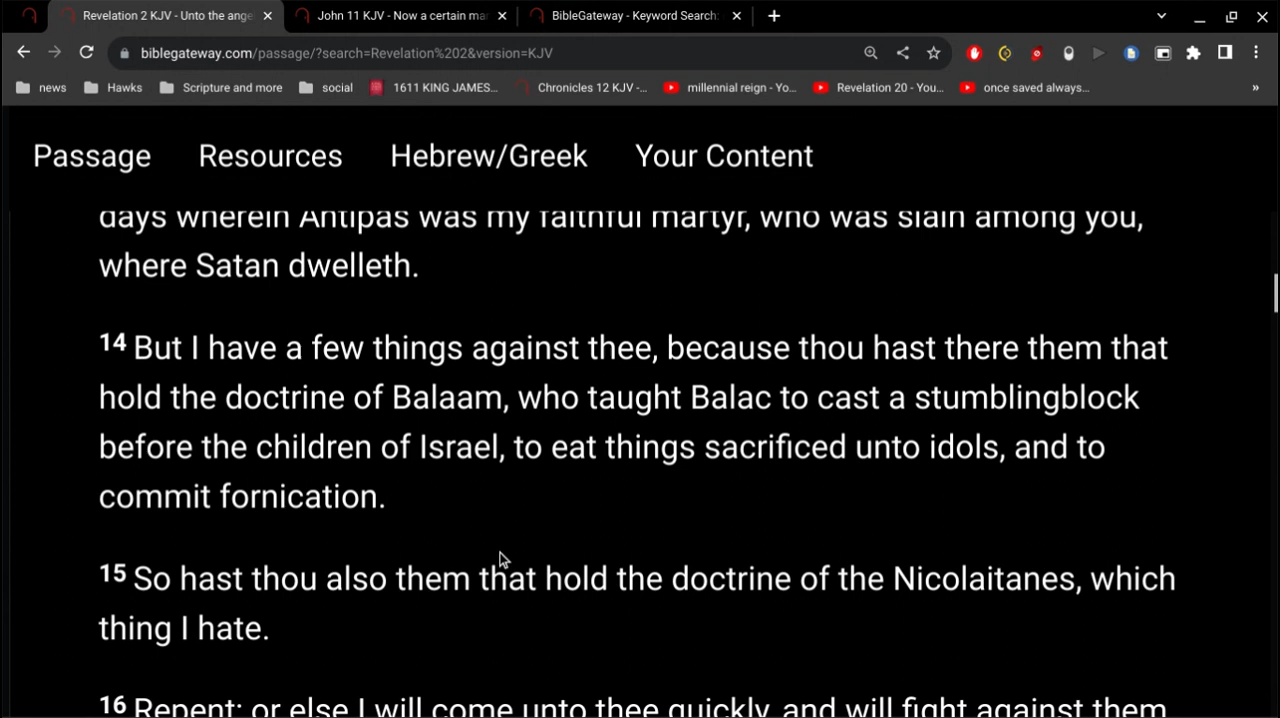 Revelation 2 KJV - Unto the ange
John 11 KJV - Now a certain ma
BibleGateway - Keyword Search:
biblegateway.com/passage/?search=Revelation%202&version=KJV
news
Hawks
Scripture and more
social
1611 KING JAMES...
Chronicles 12 KJV -...
millennial reign - Yo...
Revelation 20 - You...
once saved always...
»
Passage Resources Hebrew/Greek Your Content
days wherein Antipas was my faithful martyr, who was slain among you,
where Satan dwelleth.
14 But I have a few things against thee, because thou hast there them that
hold the doctrine of Balaam, who taught Balac to cast a stumblingblock
before the children of Israel, to eat things sacrificed unto idols, and to
commit fornication.
15 So hast thou also them that hold the doctrine of the Nicolaitanes, which
thing I hate.
16 Repent; or else I will come unto thee quickly, and will fight against them